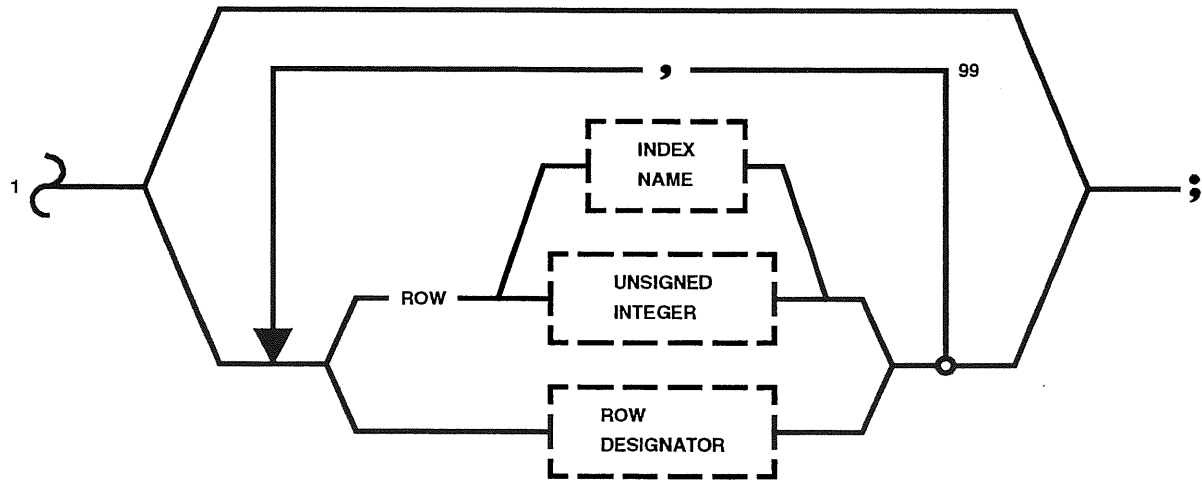 , 99
INDEX
NAME
1
;
UNSIGNED
ROW
INTEGER
ROW
DESIGNATOR